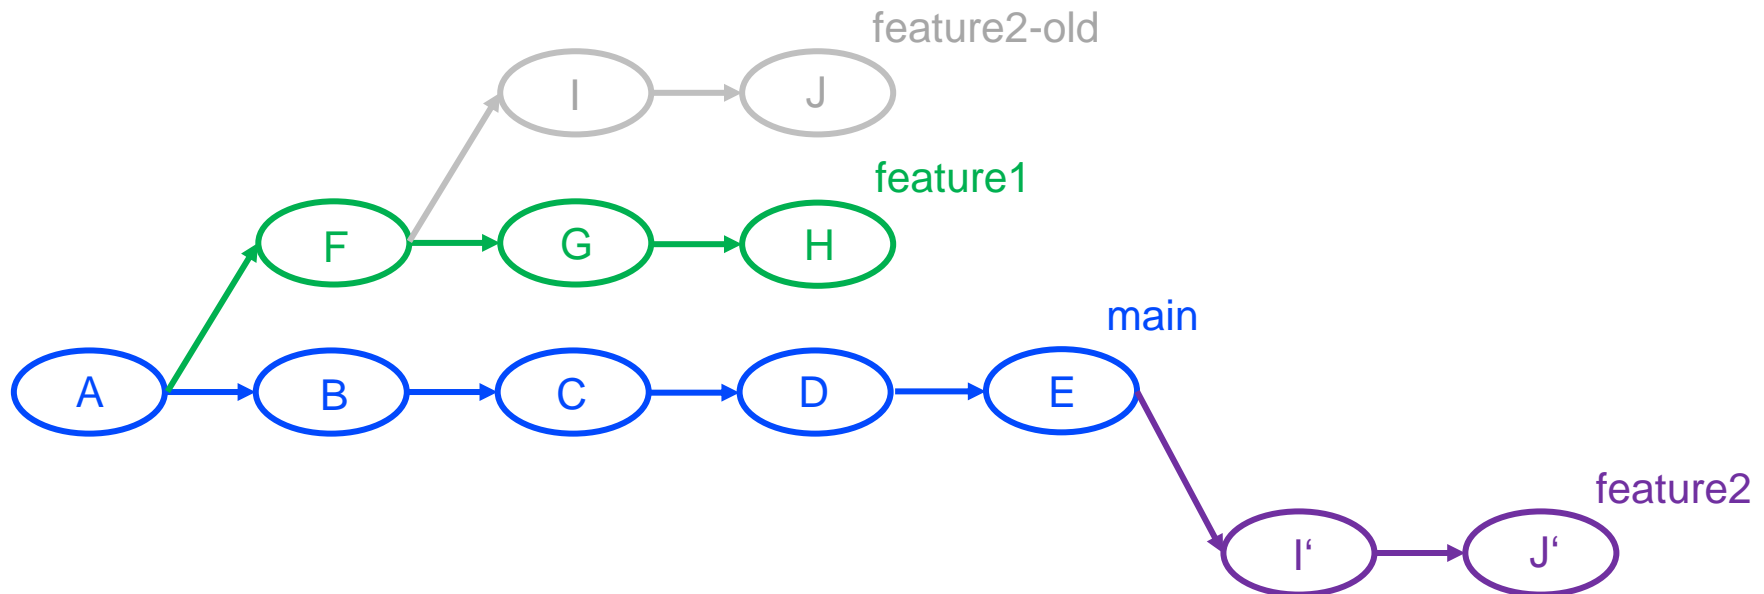 feature2-old
I
J
feature1
F
G
H
main
A
B
C
D
E
feature2
I‘
J‘